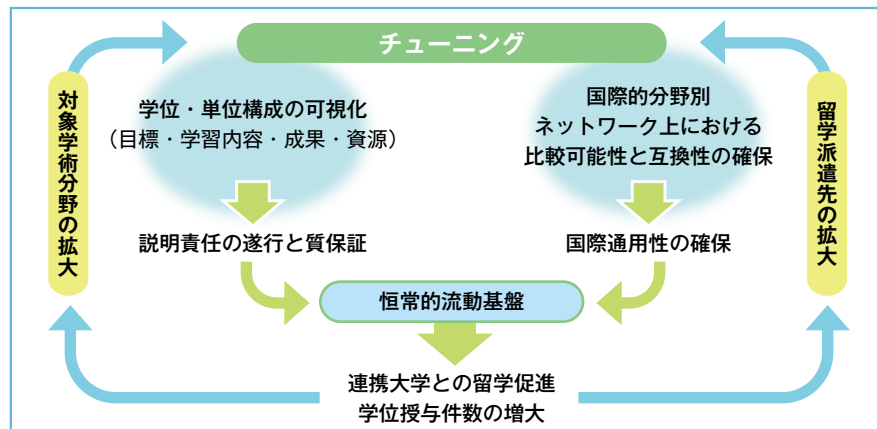 チューニング
対象学術分野の拡大
学位・単位構成の可視化
（目標・学習内容・成果・資源）
国際的分野別
ネットワーク上における
比較可能性と互換性の確保
留学派遣先の拡大
説明責任の遂行と質保証
国際通用性の確保
恒常的流動基盤
連携大学との留学促進
学位授与件数の増大